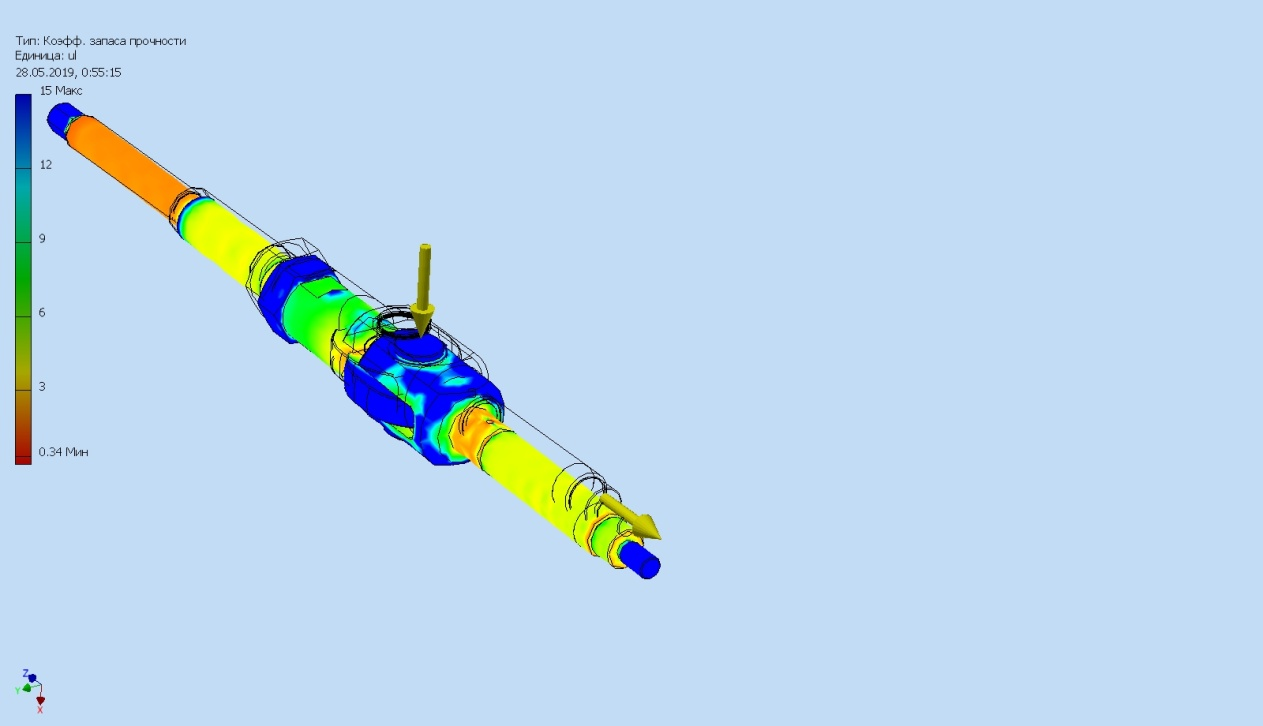 Тип: Коэфф. запаса прочности
Единица: ul
28.05.2019, 0:55:15
15 Макс
12
9
6
3
0.34 Мин
Z
Y
X